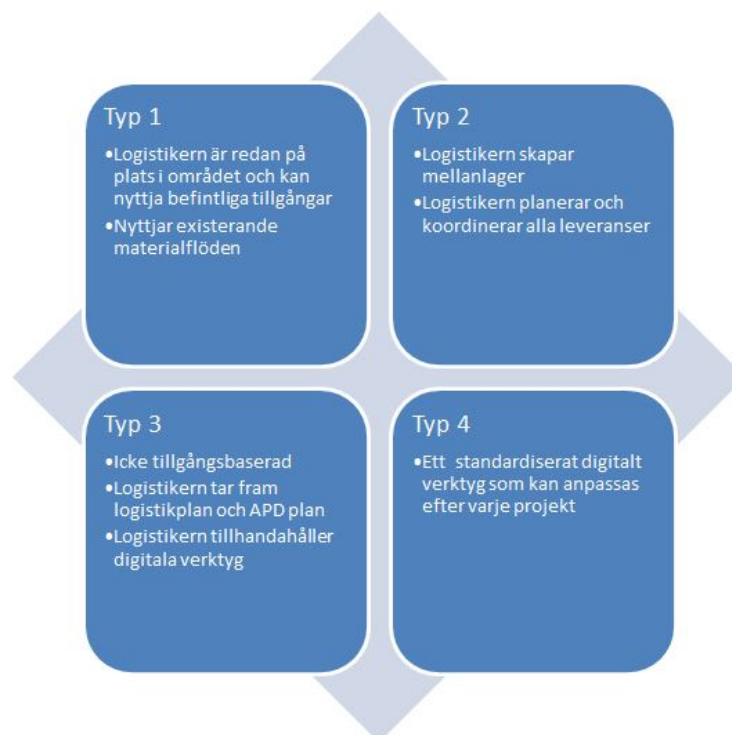 Typ 1
•Logistikern är redan på
plats i området och kan
nyttja befintliga tillgångar
•Nyttjar existerande
materialflöden
Typ 2
•Logistikern skapar
mellanlager
•Logistikern planerar och
koordinerar alla leveranser
Typ 3
•Icke tillgångsbaserad
•Logistikern tar fram
logistikplan och APD plan
•Logistikern tillhandahåller
digitala verktyg
Typ 4
•Ett standardiserat digitalt
verktyg som kan anpassas
efter varje projekt